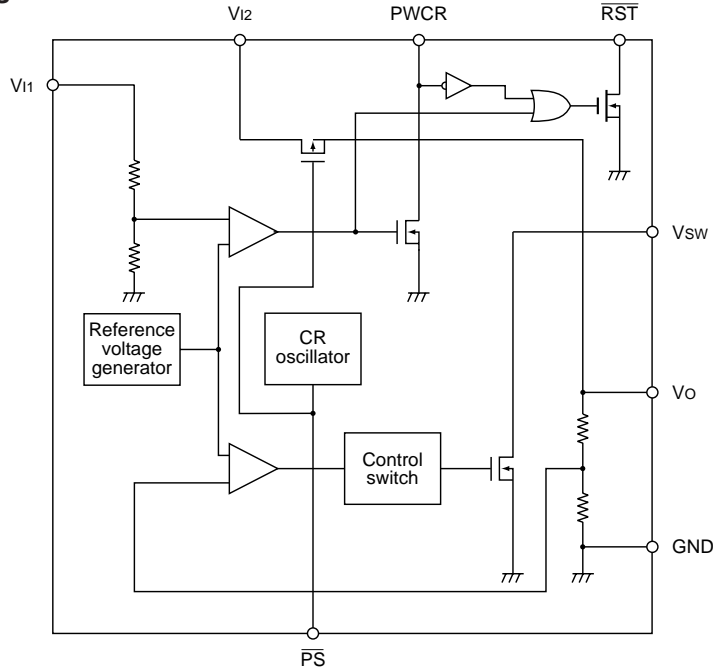 VI2
PWCR
RST
VI1
VSW
Reference
voltage
generator
CR
oscillator
VO
Control
switch
GND
PS